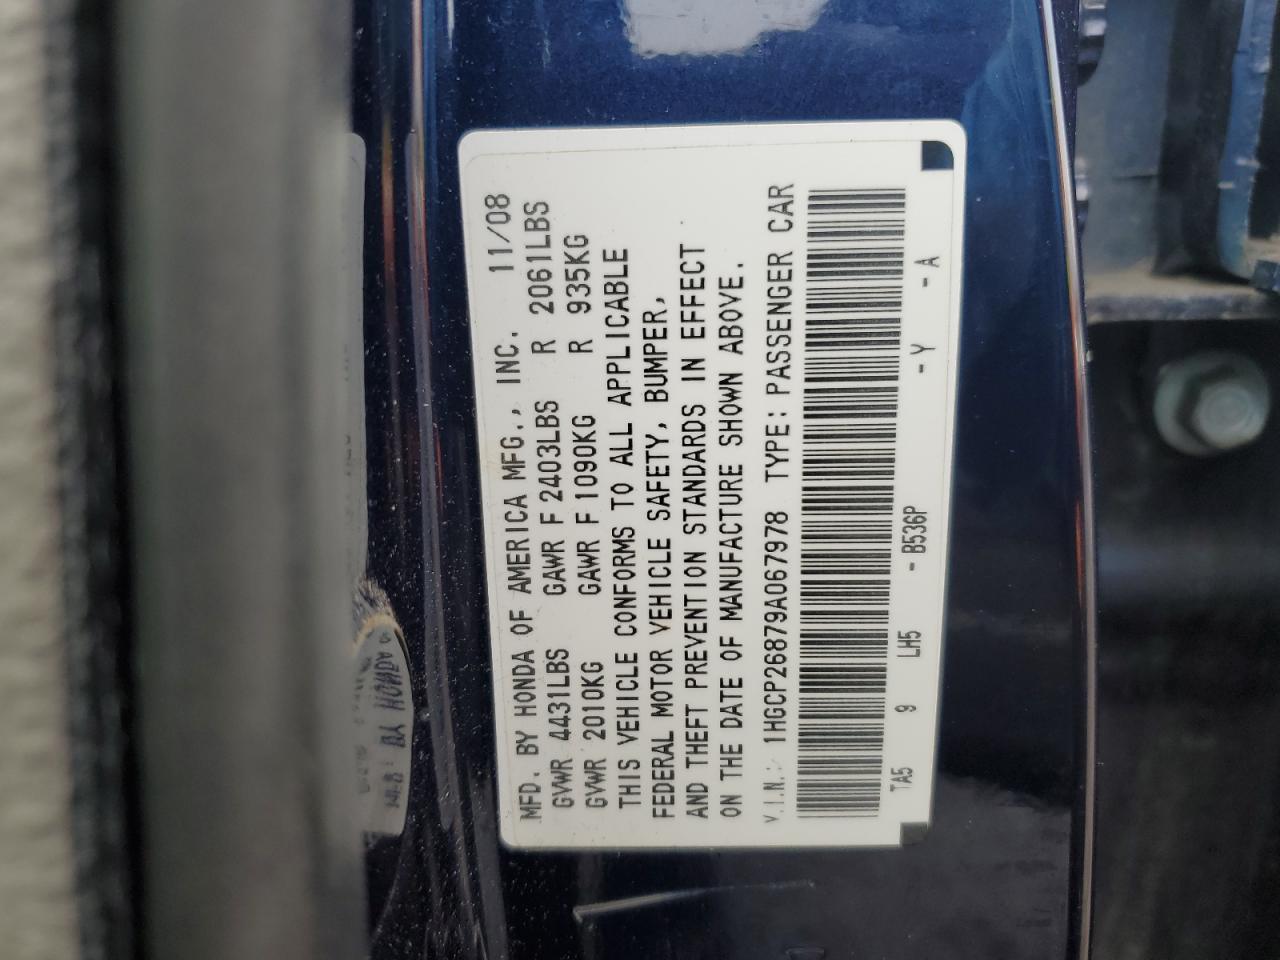 MFD. BY HONDA OF AMERICA MFG., INC. 11/08
GVWR 4431LBS GAWR F 2403LBS R 2061LBS
GVWR 2010KG GAWR F 1090KG R 935KG
THIS VEHICLE CONFORMS TO ALL APPLICABLE
FEDERAL MOTOR VEHICLE SAFETY, BUMPER,
AND THEFT PREVENTION STANDARDS IN EFFECT
ON THE DATE OF MANUFACTURE SHOWN ABOVE.
V.I.N.: 1HGCP26879A067978 TYPE: PASSENGER CAR
TA5 9 LH5 - B536P - Y - A